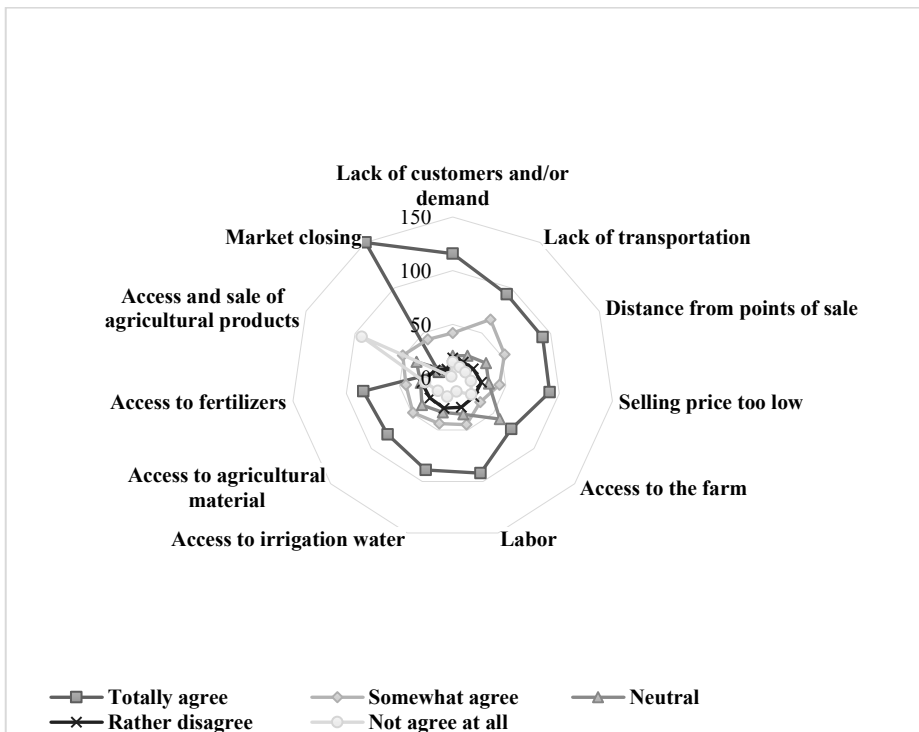 Lack of customers and/or
demand
150
Market closing
Lack of transportation
100
Access and sale of
agricultural products
Distance from points of sale
50
0
Access to fertilizers
Selling price too low
Access to agricultural
material
Access to the farm
Access to irrigation water
Labor
Totally agree
Somewhat agree
Neutral
Rather disagree
Not agree at all